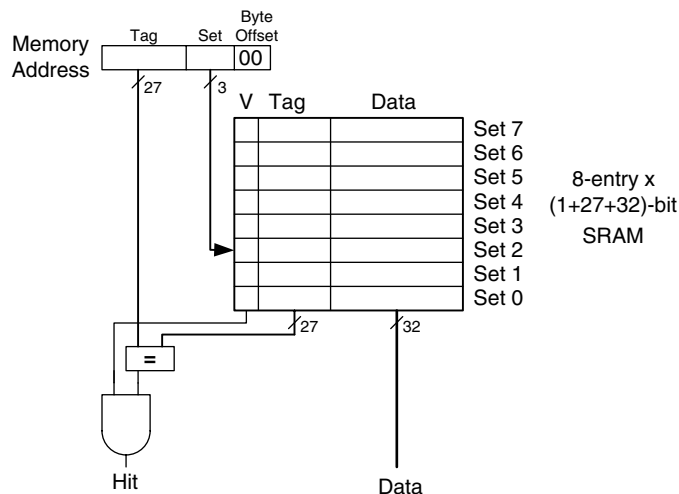 Byte
Tag Set Offset
Memory
Address
00
27 3
V Tag Data
Set 7
Set 6
Set 5
Set 4
Set 3
Set 2
Set 1
Set 0
8-entry x
(1+27+32)-bit
SRAM
27 32
=
Hit
Data